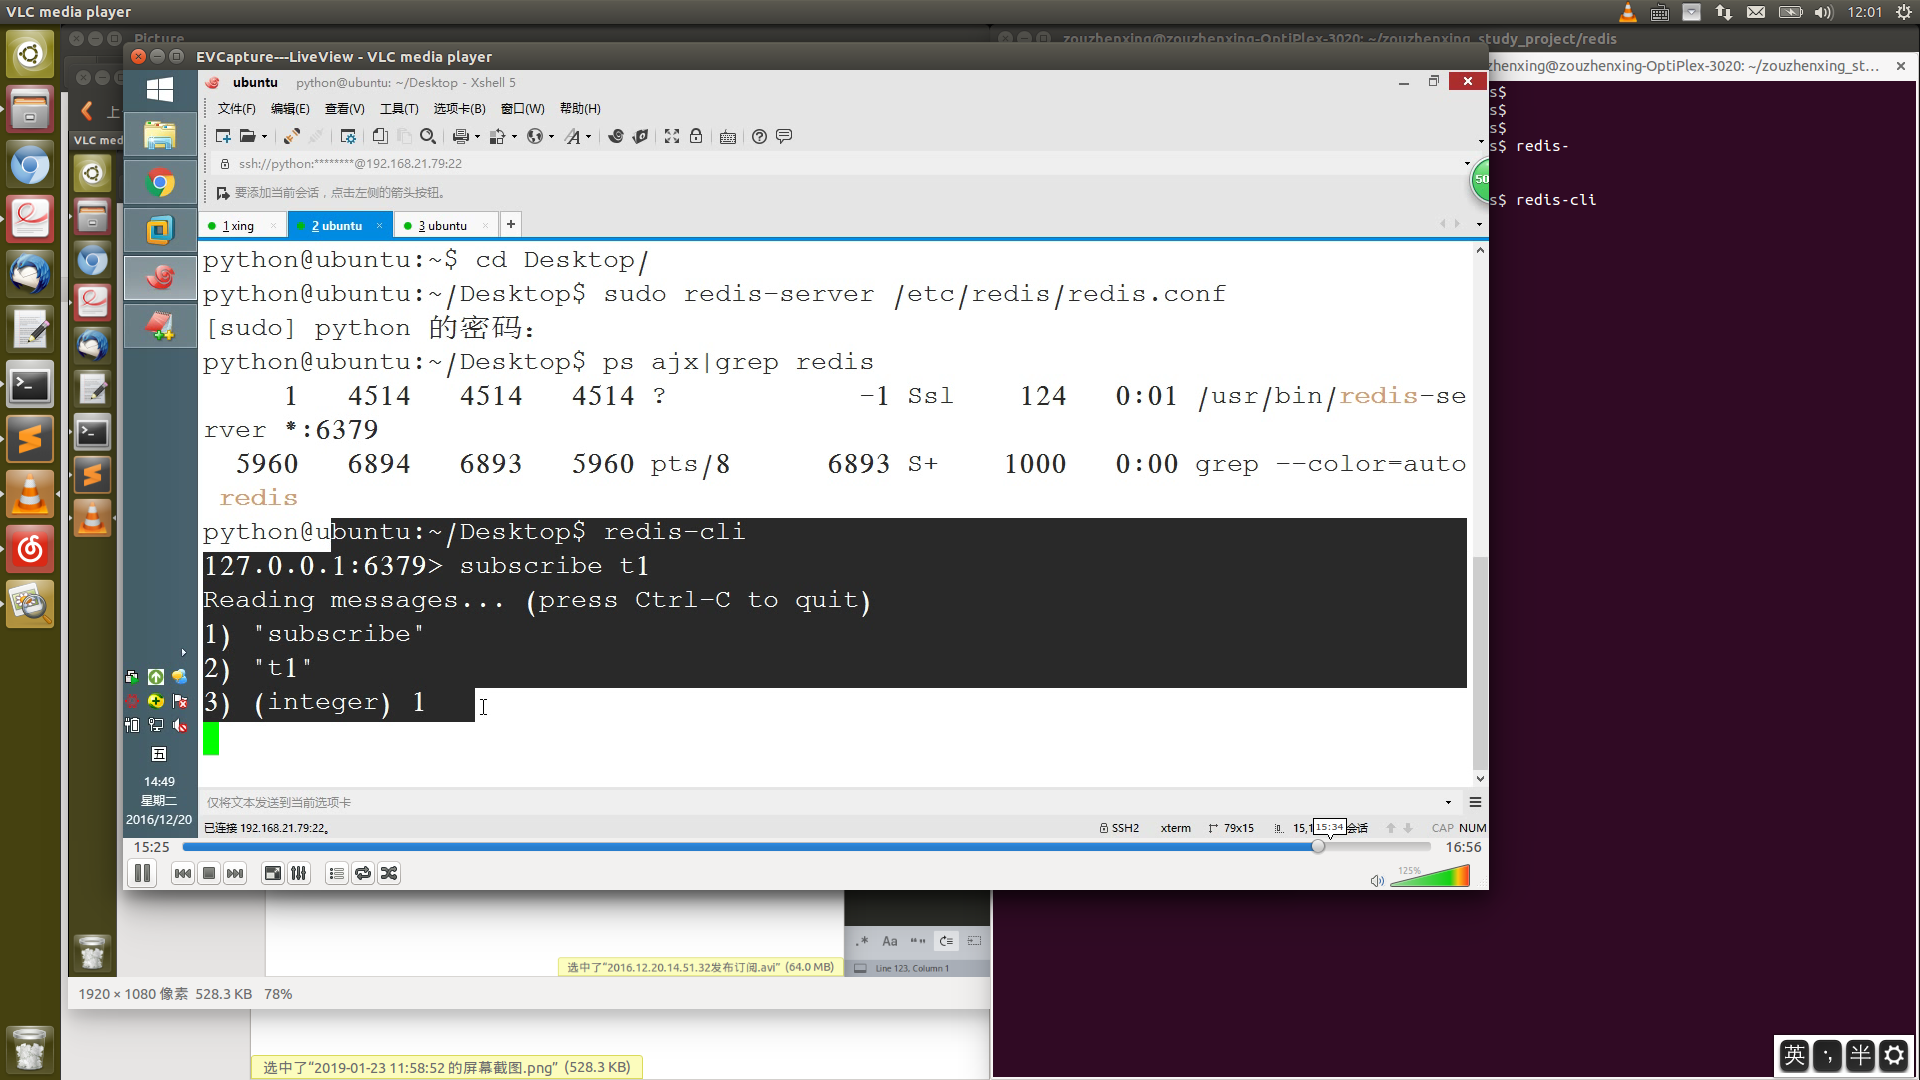 VLC media player
12:01
Picture
zouzhenxing@zouzhenxing-OptiPlex-3020: ~/zouzhenxing_study_project/redis
EVCapture---LiveView - VLC media player
zhenxing@zouzhenxing-OptiPlex-3020: ~/zouzhenxing_st...
ubuntu python@ubuntu: ~/Desktop - Xshell 5
文件(F) 编辑(E) 查看(V) 工具(T) 选项卡(B) 窗口(W) 帮助(H)
上
VLC med
ssh://python:********@192.168.21.79:22
要添加当前会话，点击左侧的箭头按钮。
50
1 xing
2 ubuntu
3 ubuntu
+
s$
s$
s$
s$ redis-
s$ redis-cli
python@ubuntu:~$ cd Desktop/
python@ubuntu:~/Desktop$ sudo redis-server /etc/redis/redis.conf
[sudo] python 的密码：
python@ubuntu:~/Desktop$ ps ajx|grep redis
1 4514 4514 4514 ? -1 Ssl 124 0:01 /usr/bin/redis-se
rver *:6379
5960 6894 6893 5960 pts/8 6893 S+ 1000 0:00 grep --color=auto
redis
python@ubuntu:~/Desktop$ redis-cli
127.0.0.1:6379> subscribe t1
Reading messages... (press Ctrl-C to quit)
1) "subscribe"
2) "t1"
3) (integer) 1
五
14:49
星期二
2016/12/20
仅将文本发送到当前选项卡
已连接 192.168.21.79:22。
SSH2 xterm 79x15 15,1 会话 CAP NUM
15:34
15:25
16:56
125%
.* Aa “”
选中了“2016.12.20.14.51.32发布订阅.avi” (64.0 MB)
Line 123, Column 1
1920 × 1080 像素 528.3 KB 78%
选中了“2019-01-23 11:58:52 的屏幕截图.png” (528.3 KB)
英 半